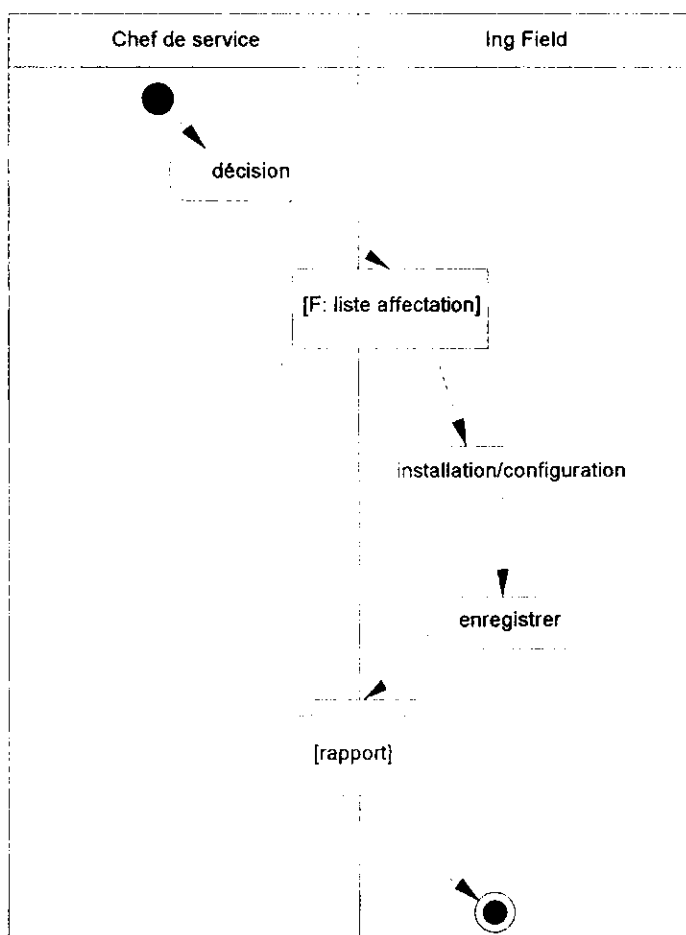 Chef de service
Ing Field
décision
[F: liste affectation]
installation/configuration
enregistrer
[rapport]